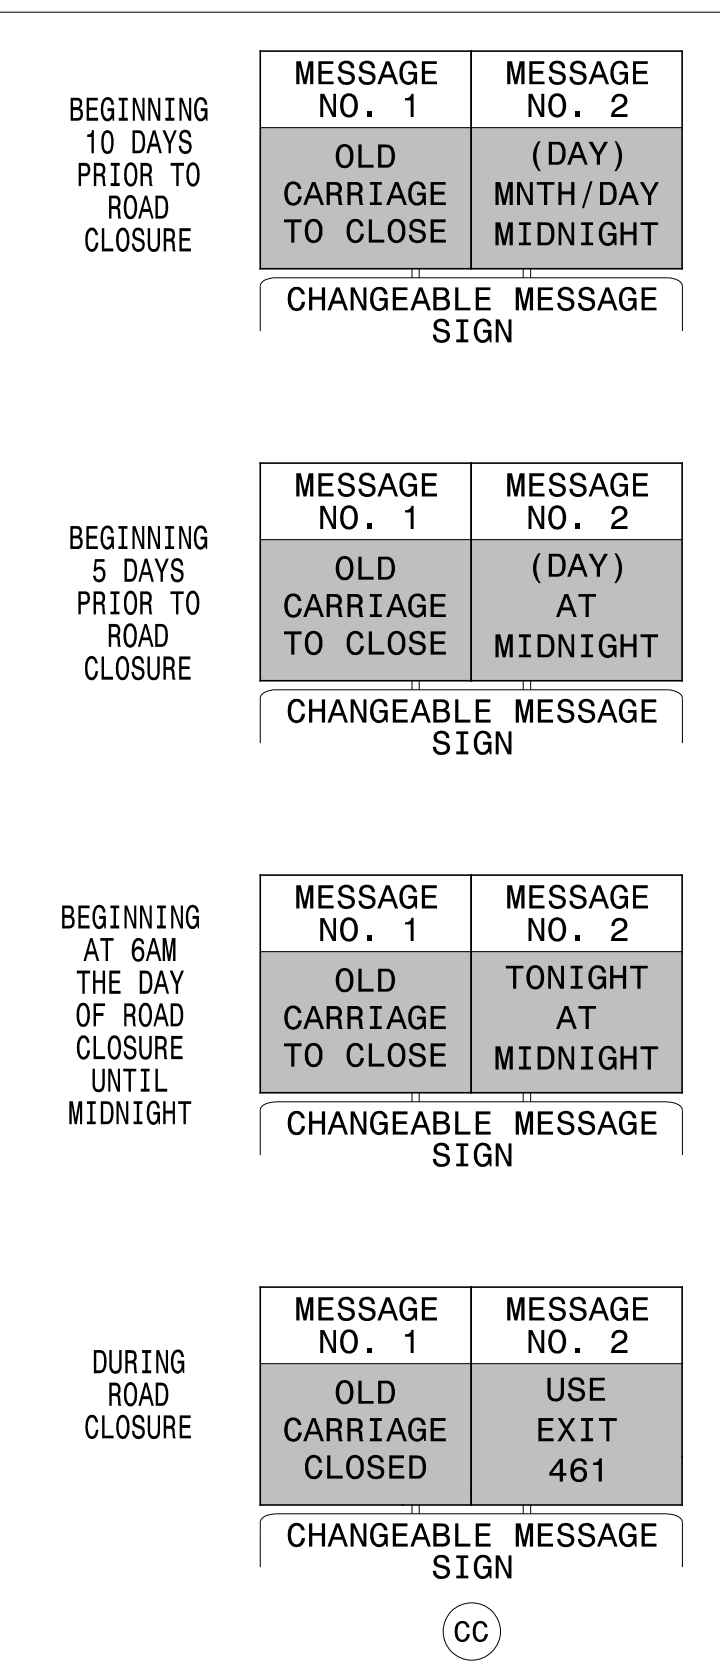 BEGINNING
10 DAYS
PRIOR TO
ROAD
CLOSURE
MESSAGE
NO. 1
MESSAGE
NO. 2
OLD
CARRIAGE
TO CLOSE
(DAY)
MNTH/DAY
MIDNIGHT
CHANGEABLE MESSAGE
SIGN
BEGINNING
5 DAYS
PRIOR TO
ROAD
CLOSURE
MESSAGE
NO. 1
MESSAGE
NO. 2
OLD
CARRIAGE
TO CLOSE
(DAY)
AT
MIDNIGHT
CHANGEABLE MESSAGE
SIGN
BEGINNING
AT 6AM
THE DAY
OF ROAD
CLOSURE
UNTIL
MIDNIGHT
MESSAGE
NO. 1
MESSAGE
NO. 2
OLD
CARRIAGE
TO CLOSE
TONIGHT
AT
MIDNIGHT
CHANGEABLE MESSAGE
SIGN
DURING
ROAD
CLOSURE
MESSAGE
NO. 1
MESSAGE
NO. 2
OLD
CARRIAGE
CLOSED
USE
EXIT
461
CHANGEABLE MESSAGE
SIGN
CC